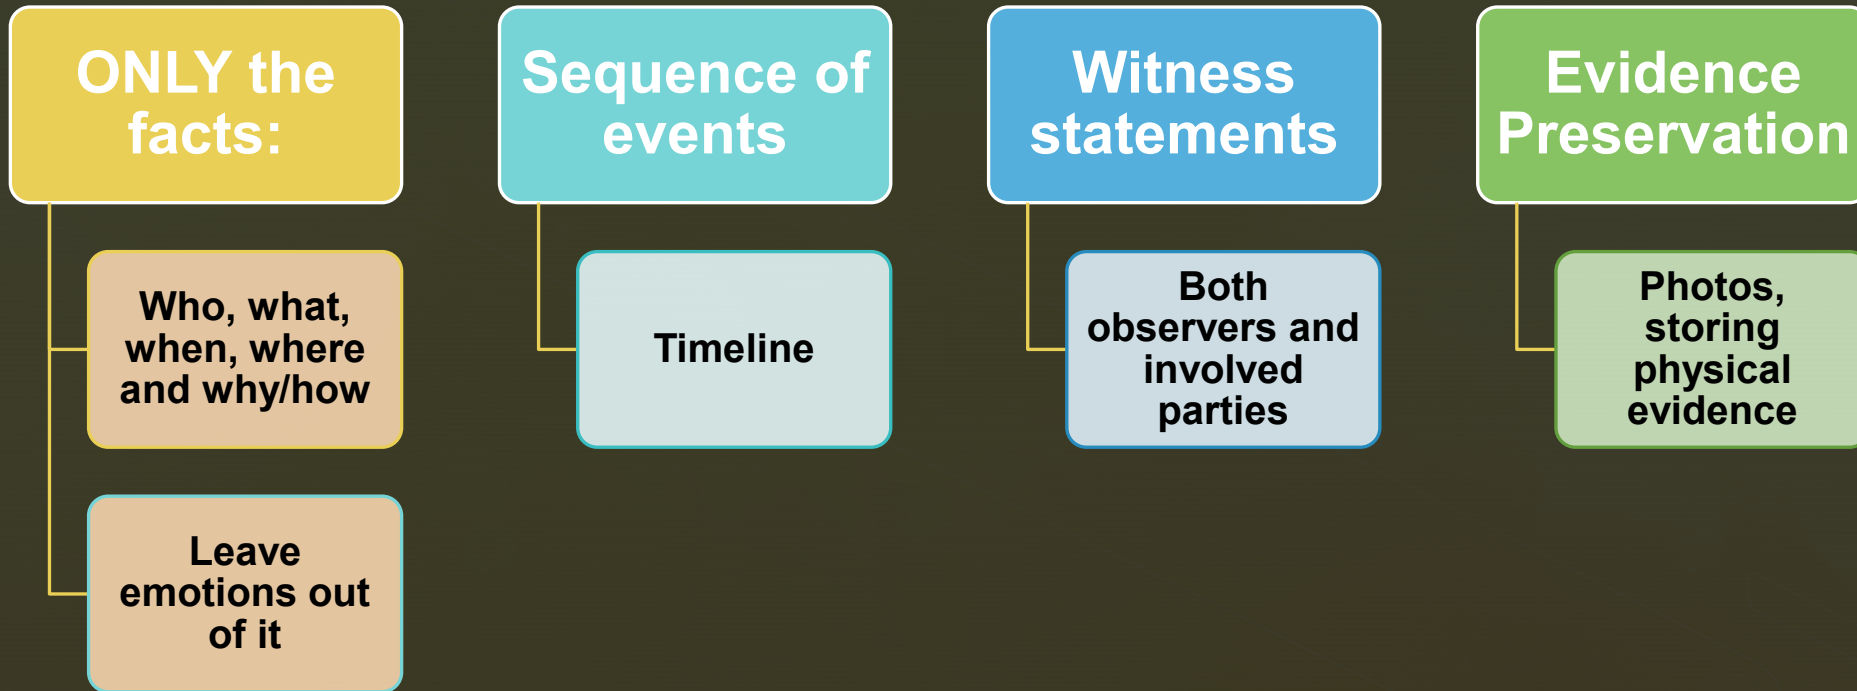 ONLY the
facts:
Who, what,
when, where
and why/how
Leave
emotions out
of it
Sequence of
events
Timeline
Witness
statements
Both
observers and
involved
parties
Evidence
Preservation
Photos,
storing
physical
evidence